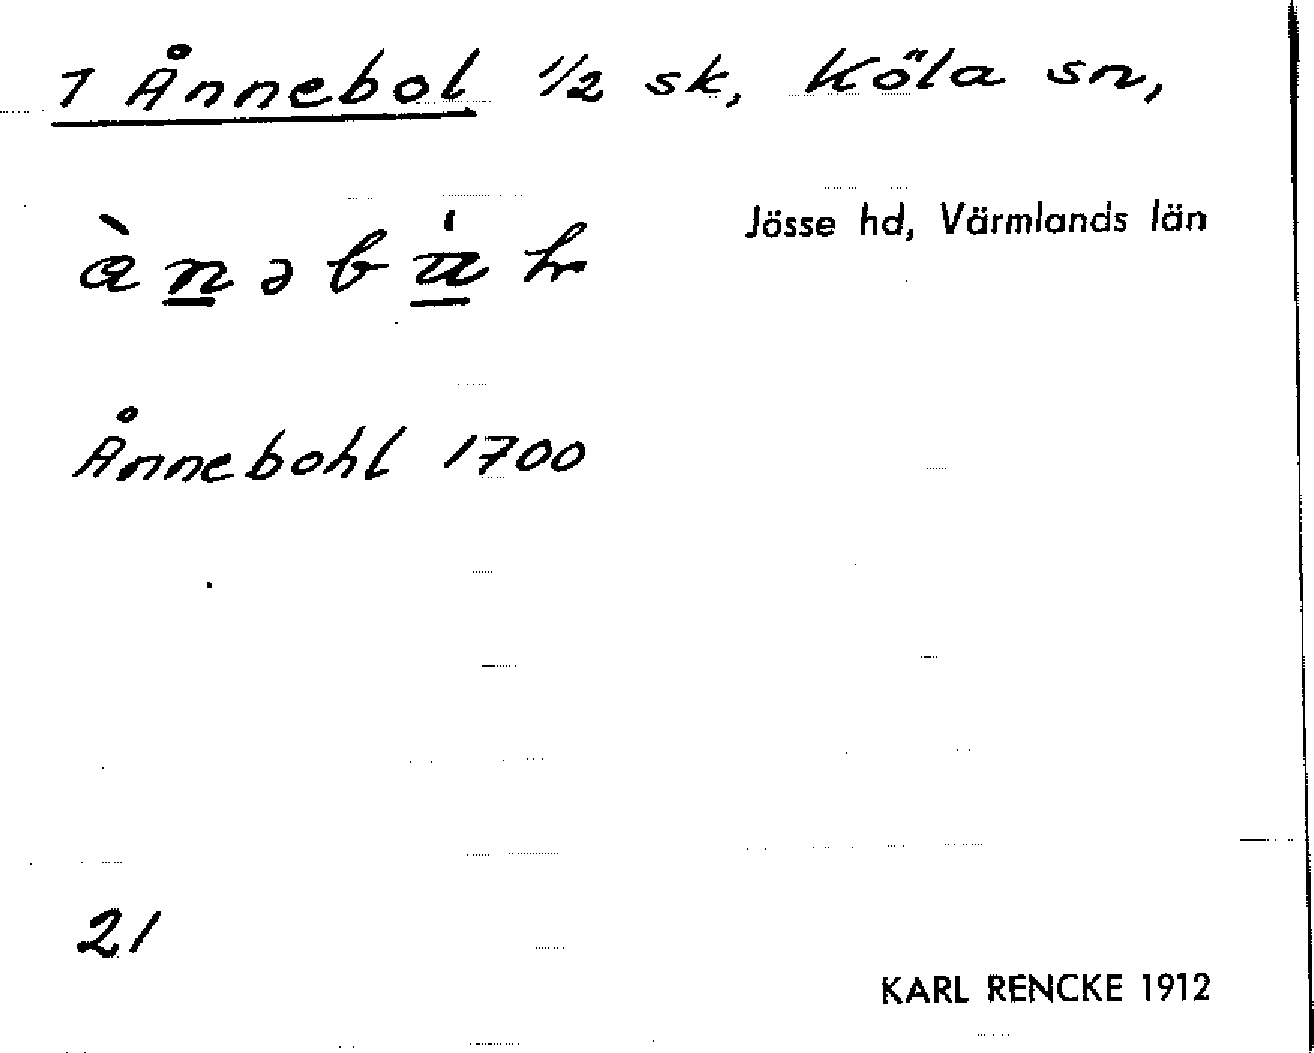 1 Ånnebol 1/2 sk, Köla sn,
Jösse hd, Värmlands län
Ånnebohl 1700
21
KARL RENCKE 1912